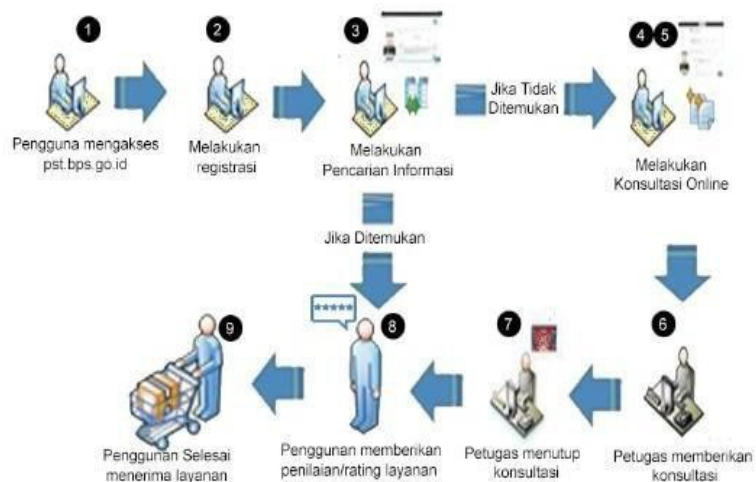 1
Pengguna mengakses
pst.bps.go.id
2
Melakukan
registrasi
3
Melakukan
Pencarian Informasi
Jika Tidak
Ditemukan
4 5
Melakukan
Konsultasi Online
Jika Ditemukan
6
Petugas memberikan
konsultasi
7
Petugas menutup
konsultasi
*****
8
Penggunan memberikan
penilaian/rating layanan
9
Penggunan Selesai
menerima layanan